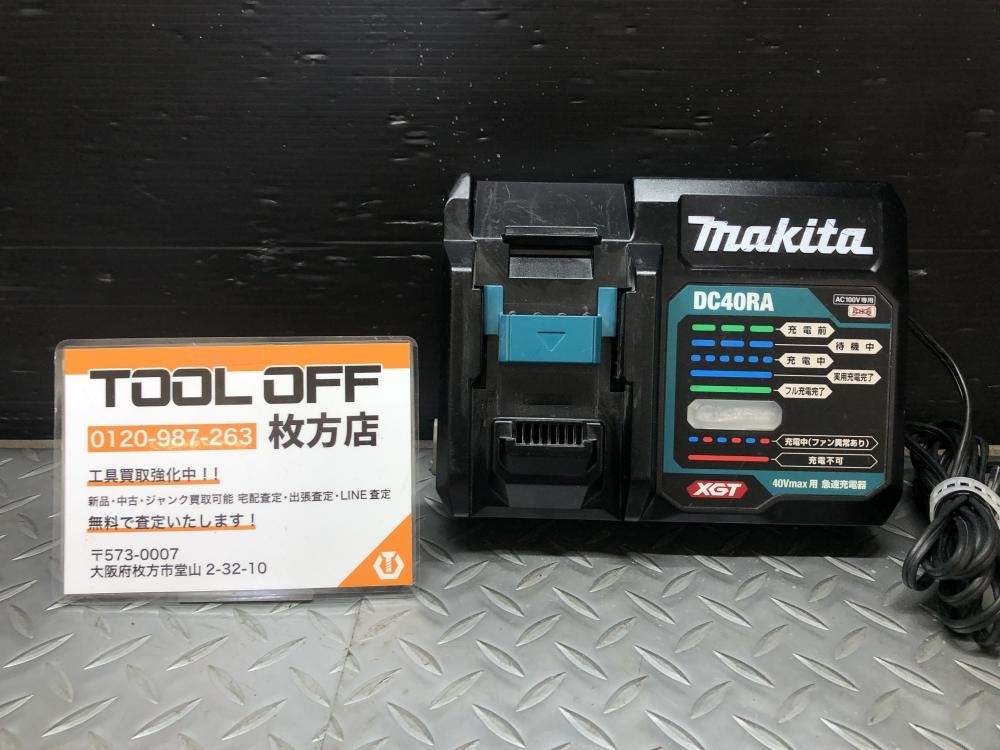 TOOL OFF
0120-987-263 枚方店
工具買取強化中！！
新品・中古・ジャンク買取可能 宅配査定・出張査定・LINE査定
無料で査定いたします！
〒573-0007
大阪府枚方市堂山 2-32-10
makita
DC40RA
AC100V専用
充電前
待機中
充電中
実用充電完了
フル充電完了
充電中(ファン異常あり)
充電不可
XGT
40Vmax用 急速充電器